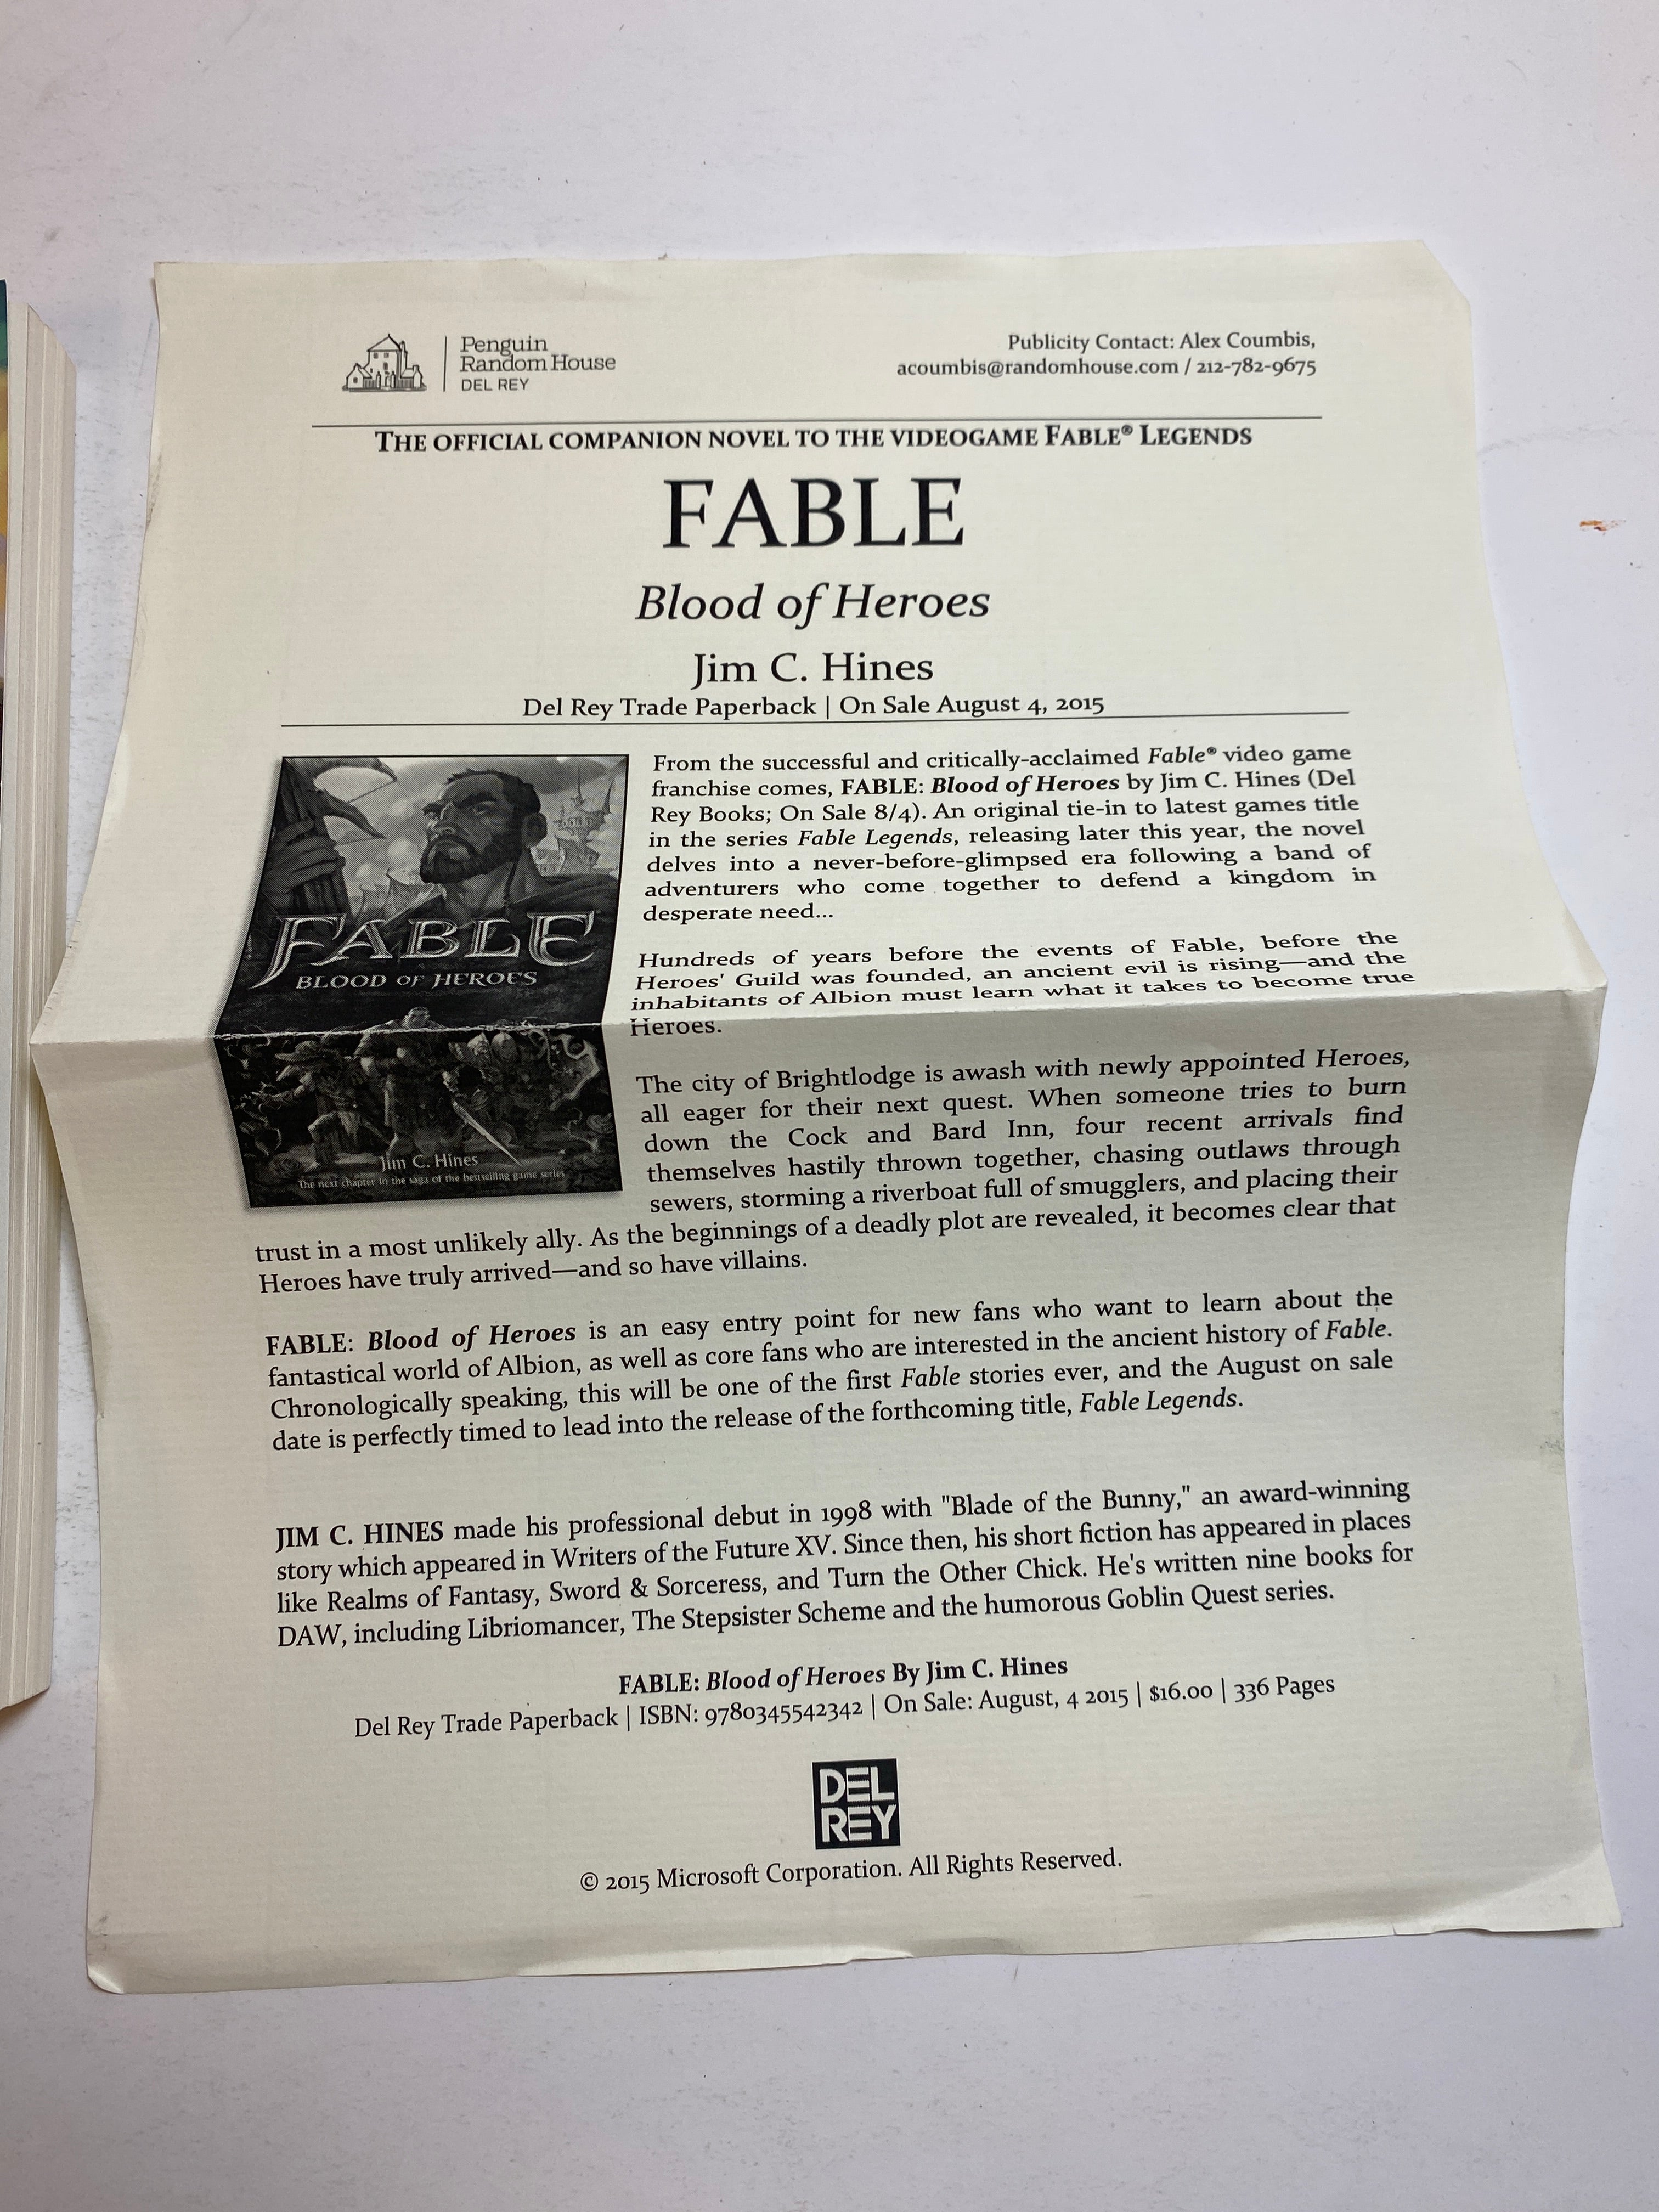 Penguin
Random House
DEL REY
Publicity Contact: Alex Coumbis,
acoumbis@randomhouse.com / 212-782-9675
THE OFFICIAL COMPANION NOVEL TO THE VIDEOGAME FABLE® LEGENDS
FABLE
Blood of Heroes
Jim C. Hines
Del Rey Trade Paperback | On Sale August 4, 2015
FABLE
BLOOD OF HEROES
Jim C. Hines
The next chapter in the saga of the bestselling game series
From the successful and critically-acclaimed Fable® video game
franchise comes, FABLE: Blood of Heroes by Jim C. Hines (Del
Rey Books; On Sale 8/4). An original tie-in to latest games title
in the series Fable Legends, releasing later this year, the novel
delves into a never-before-glimpsed era following a band of
adventurers who come together to defend a kingdom in
desperate need...
Hundreds of years before the events of Fable, before the
Heroes' Guild was founded, an ancient evil is rising—and the
inhabitants of Albion must learn what it takes to become true
Heroes.
The city of Brightlodge is awash with newly appointed Heroes,
all eager for their next quest. When someone tries to burn
down the Cock and Bard Inn, four recent arrivals find
themselves hastily thrown together, chasing outlaws through
sewers, storming a riverboat full of smugglers, and placing their
trust in a most unlikely ally. As the beginnings of a deadly plot are revealed, it becomes clear that
Heroes have truly arrived—and so have villains.
FABLE: Blood of Heroes is an easy entry point for new fans who want to learn about the
fantastical world of Albion, as well as core fans who are interested in the ancient history of Fable.
Chronologically speaking, this will be one of the first Fable stories ever, and the August on sale
date is perfectly timed to lead into the release of the forthcoming title, Fable Legends.
JIM C. HINES made his professional debut in 1998 with "Blade of the Bunny," an award-winning
story which appeared in Writers of the Future XV. Since then, his short fiction has appeared in places
like Realms of Fantasy, Sword & Sorceress, and Turn the Other Chick. He's written nine books for
DAW, including Libriomancer, The Stepsister Scheme and the humorous Goblin Quest series.
FABLE: Blood of Heroes By Jim C. Hines
Del Rey Trade Paperback | ISBN: 9780345542342 | On Sale: August, 4 2015 | $16.00 | 336 Pages
DEL
REY
© 2015 Microsoft Corporation. All Rights Reserved.